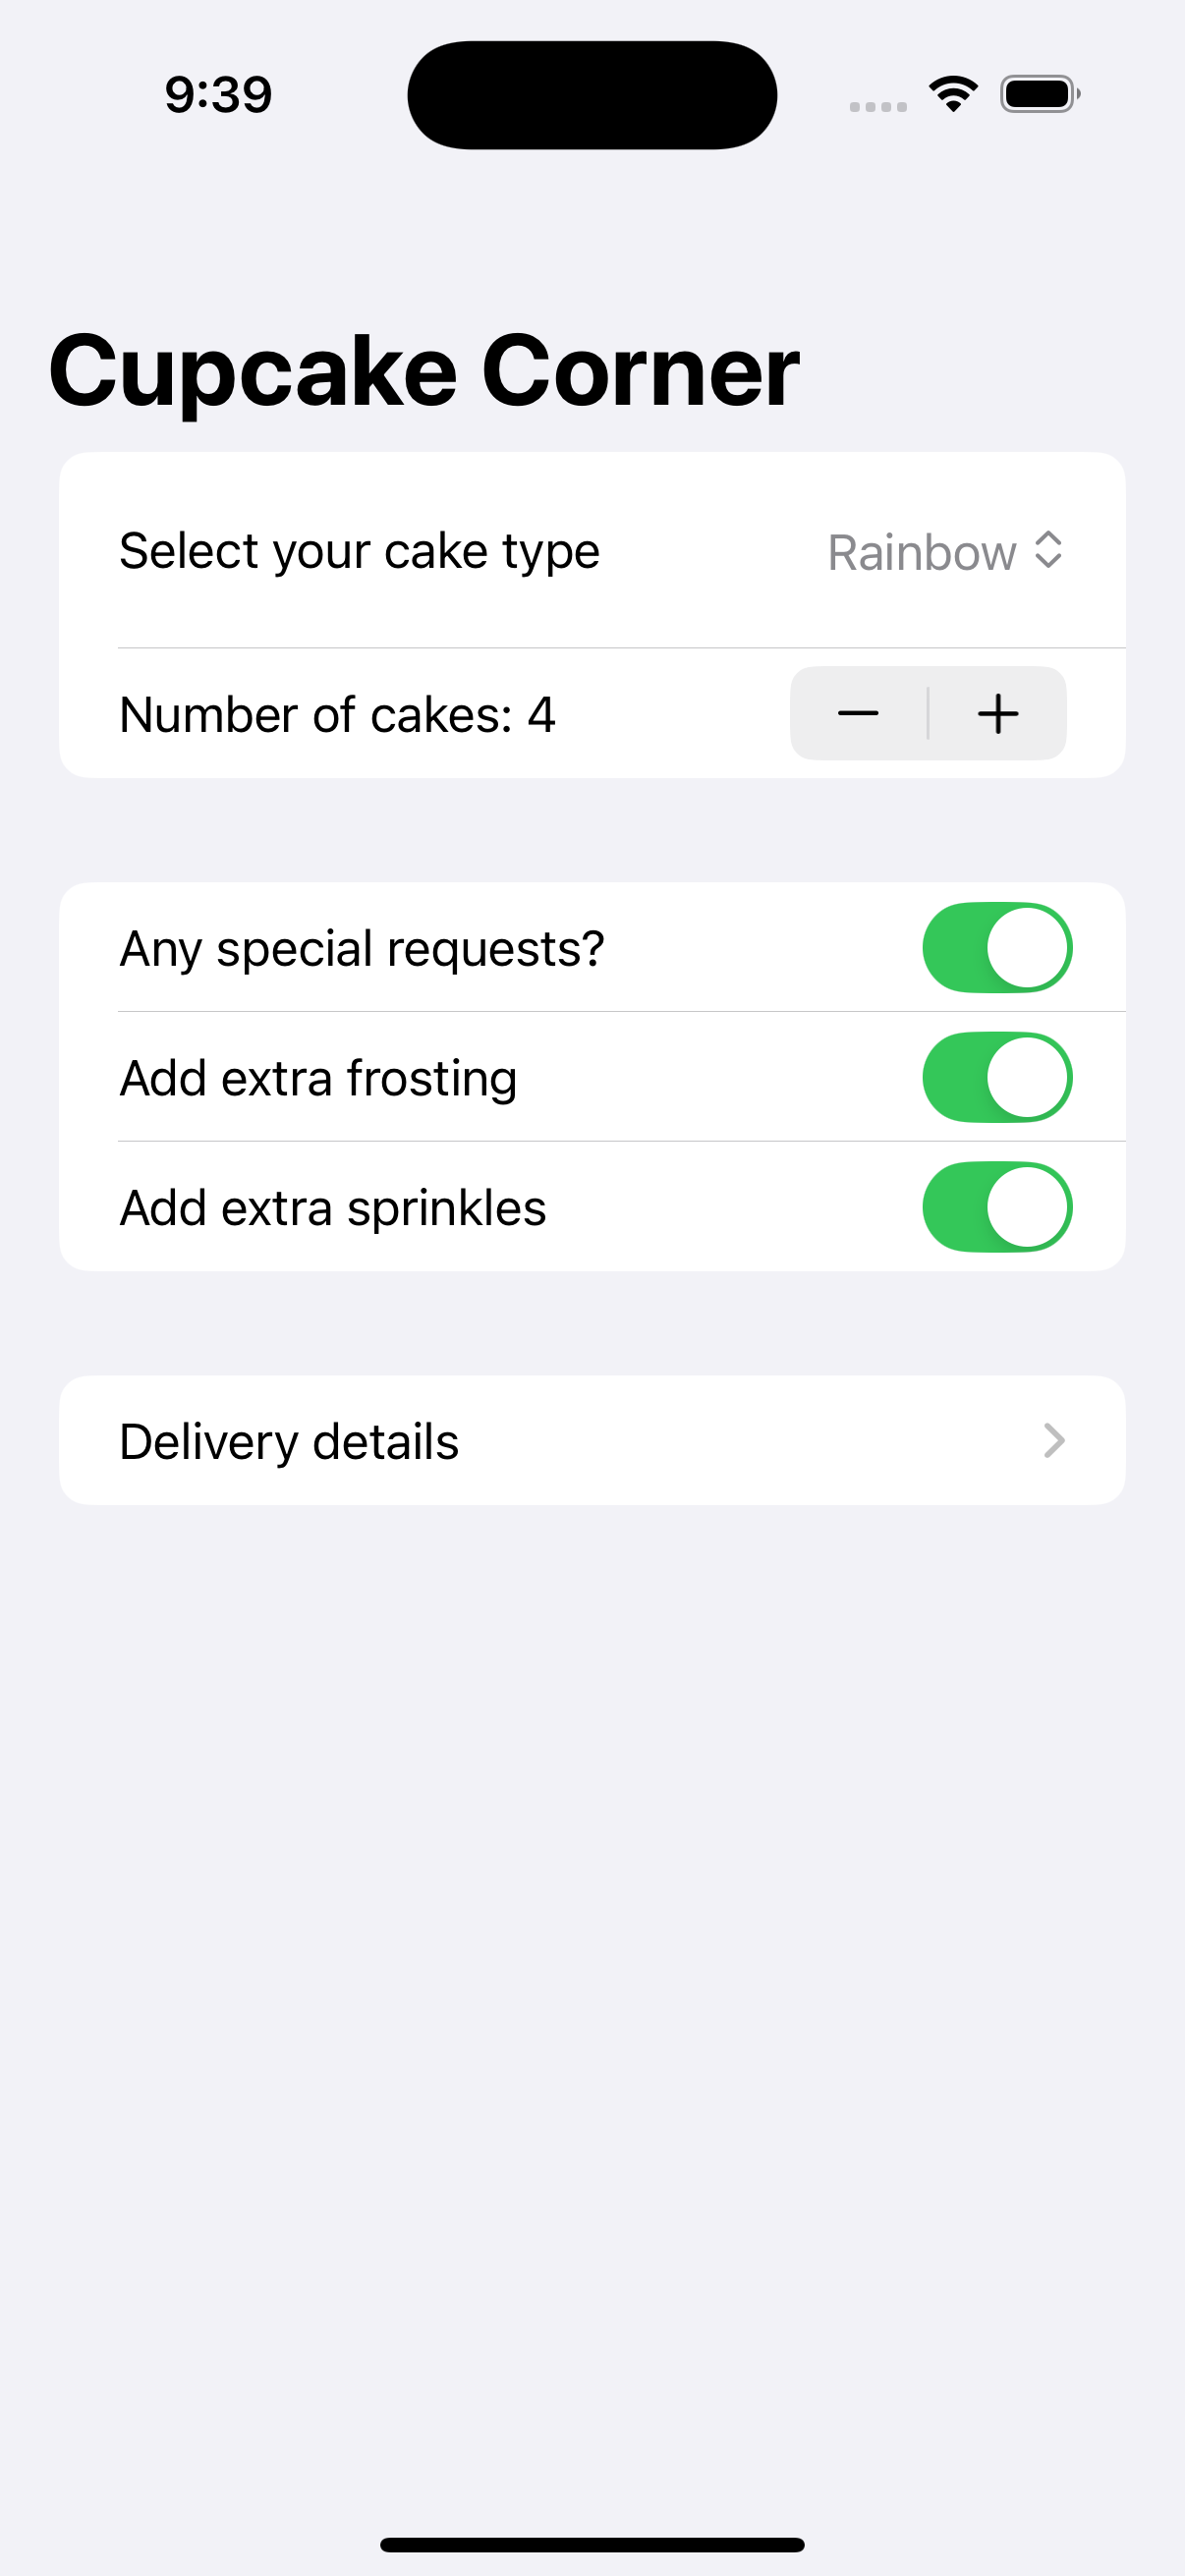 9:39
Cupcake Corner
Select your cake type Rainbow
Number of cakes: 4
Any special requests?
Add extra frosting
Add extra sprinkles
Delivery details